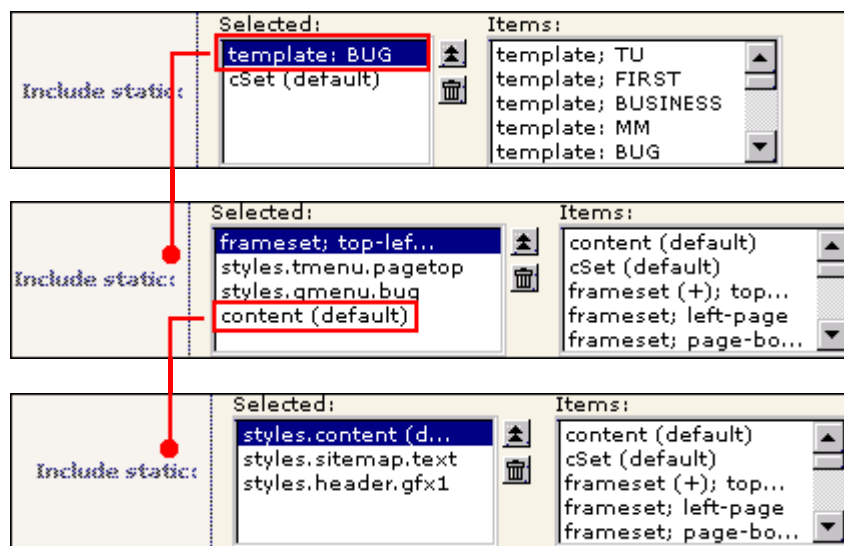 Selected:
Items:
Include static:
template: BUG
cSet (default)
template; TU
template; FIRST
template; BUSINESS
template: MM
template: BUG
Selected:
Items:
Include static:
frameset; top-lef...
styles.tmenu.pagetop
styles.gmenu.bug
content (default)
content (default)
cSet (default)
frameset (+); top...
frameset; left-page
frameset; page-bo...
Selected:
Items:
Include static:
styles.content (d...
styles.sitemap.text
styles.header.gfx1
content (default)
cSet (default)
frameset (+); top...
frameset; left-page
frameset; page-bo...